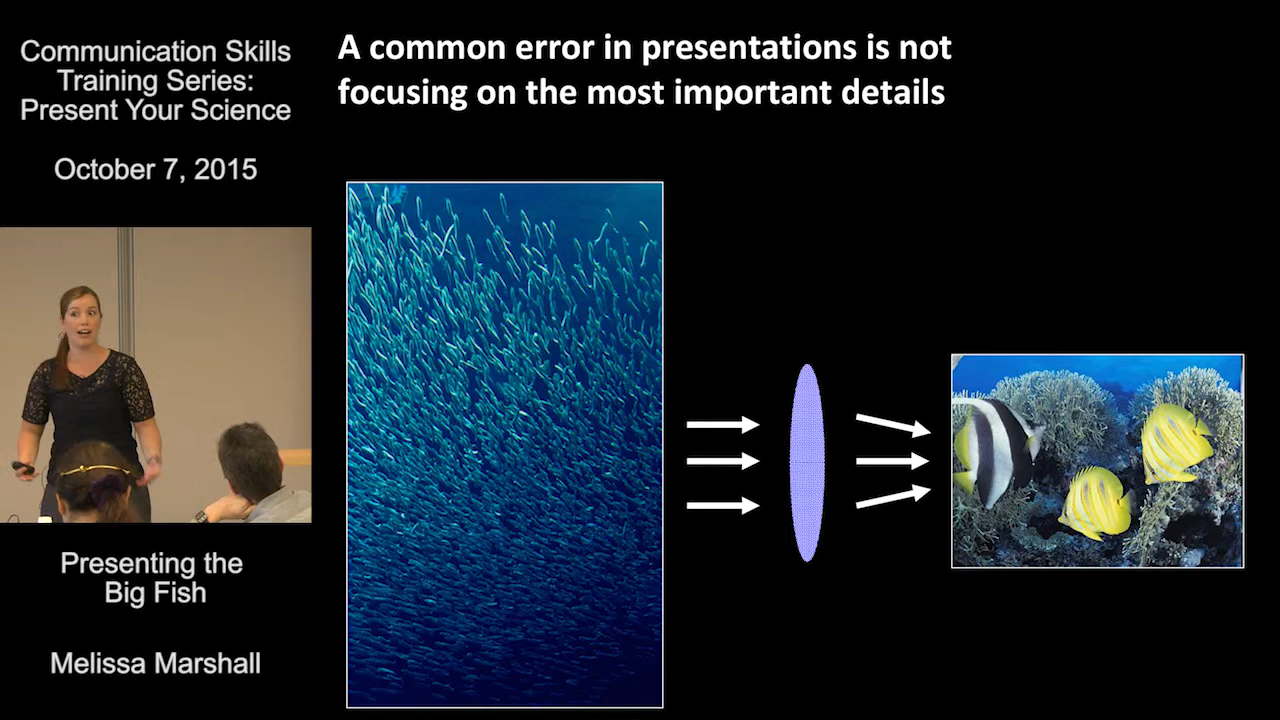 Communication Skills
Training Series:
Present Your Science
October 7, 2015
A common error in presentations is not
focusing on the most important details
Presenting the
Big Fish
Melissa Marshall